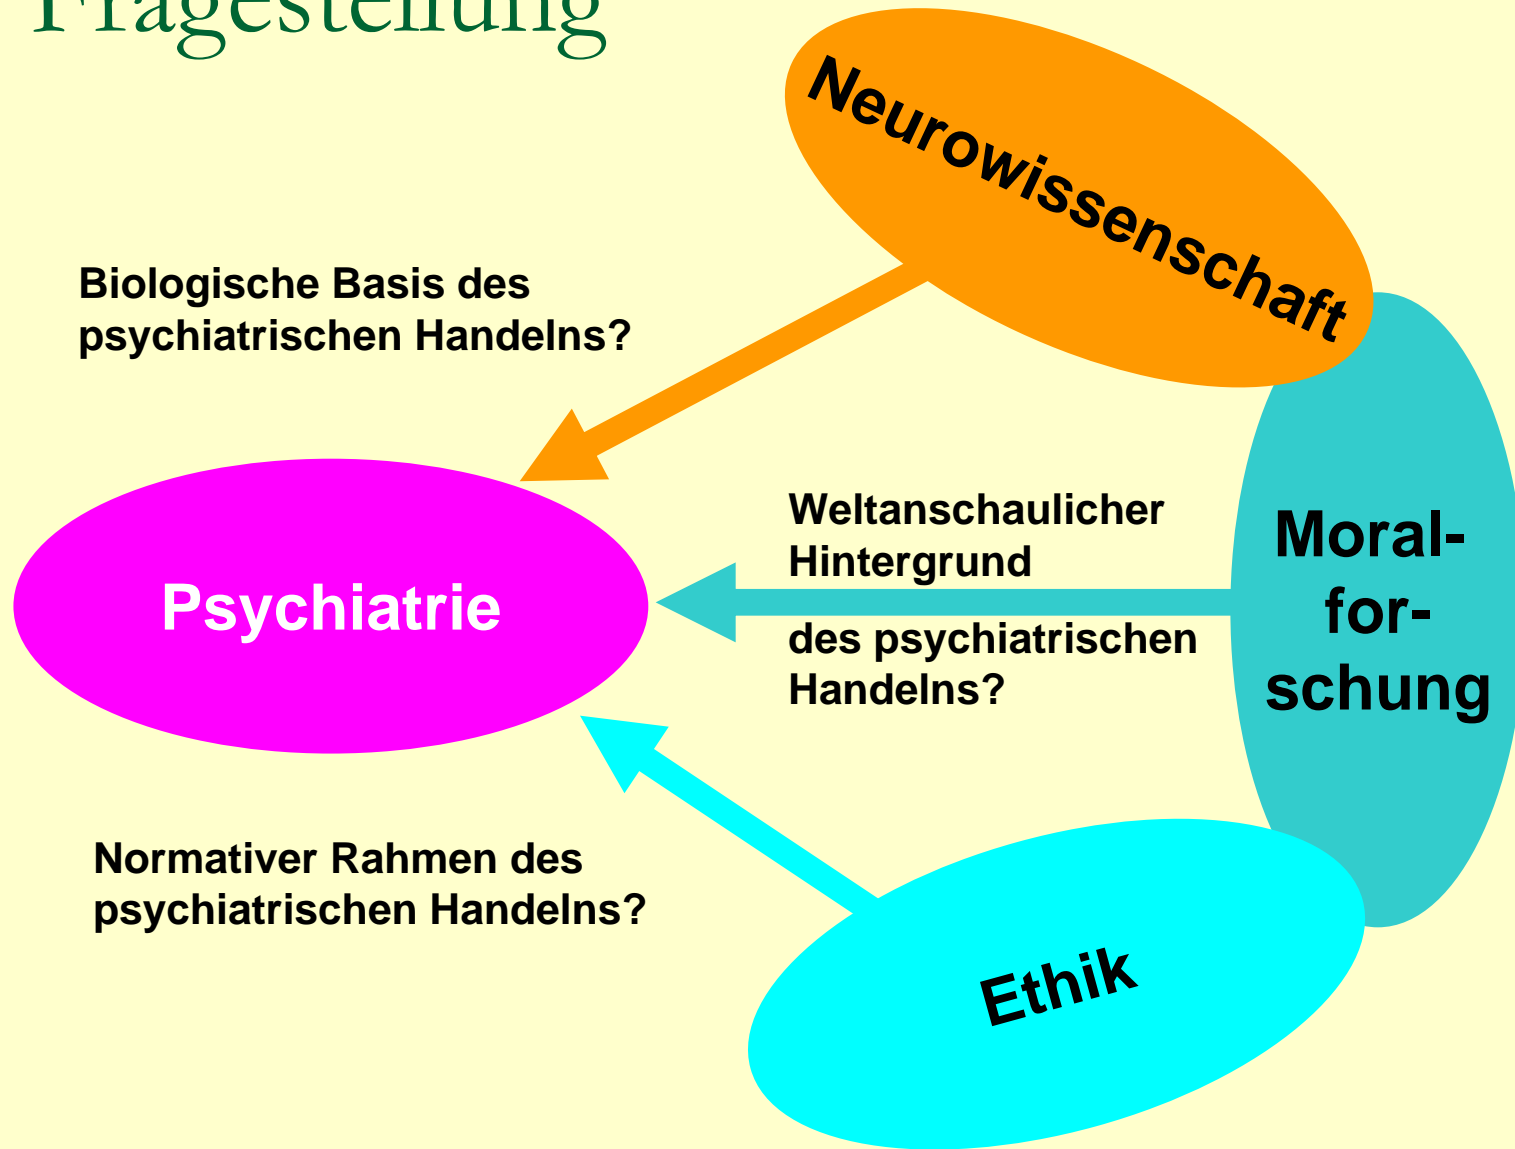 Fragestellung
Neurowissenschaft
Biologische Basis des
psychiatrischen Handelns?
Psychiatrie
Weltanschaulicher
Hintergrund
des psychiatrischen
Handelns?
Moral-
for-
schung
Normativer Rahmen des
psychiatrischen Handelns?
Ethik